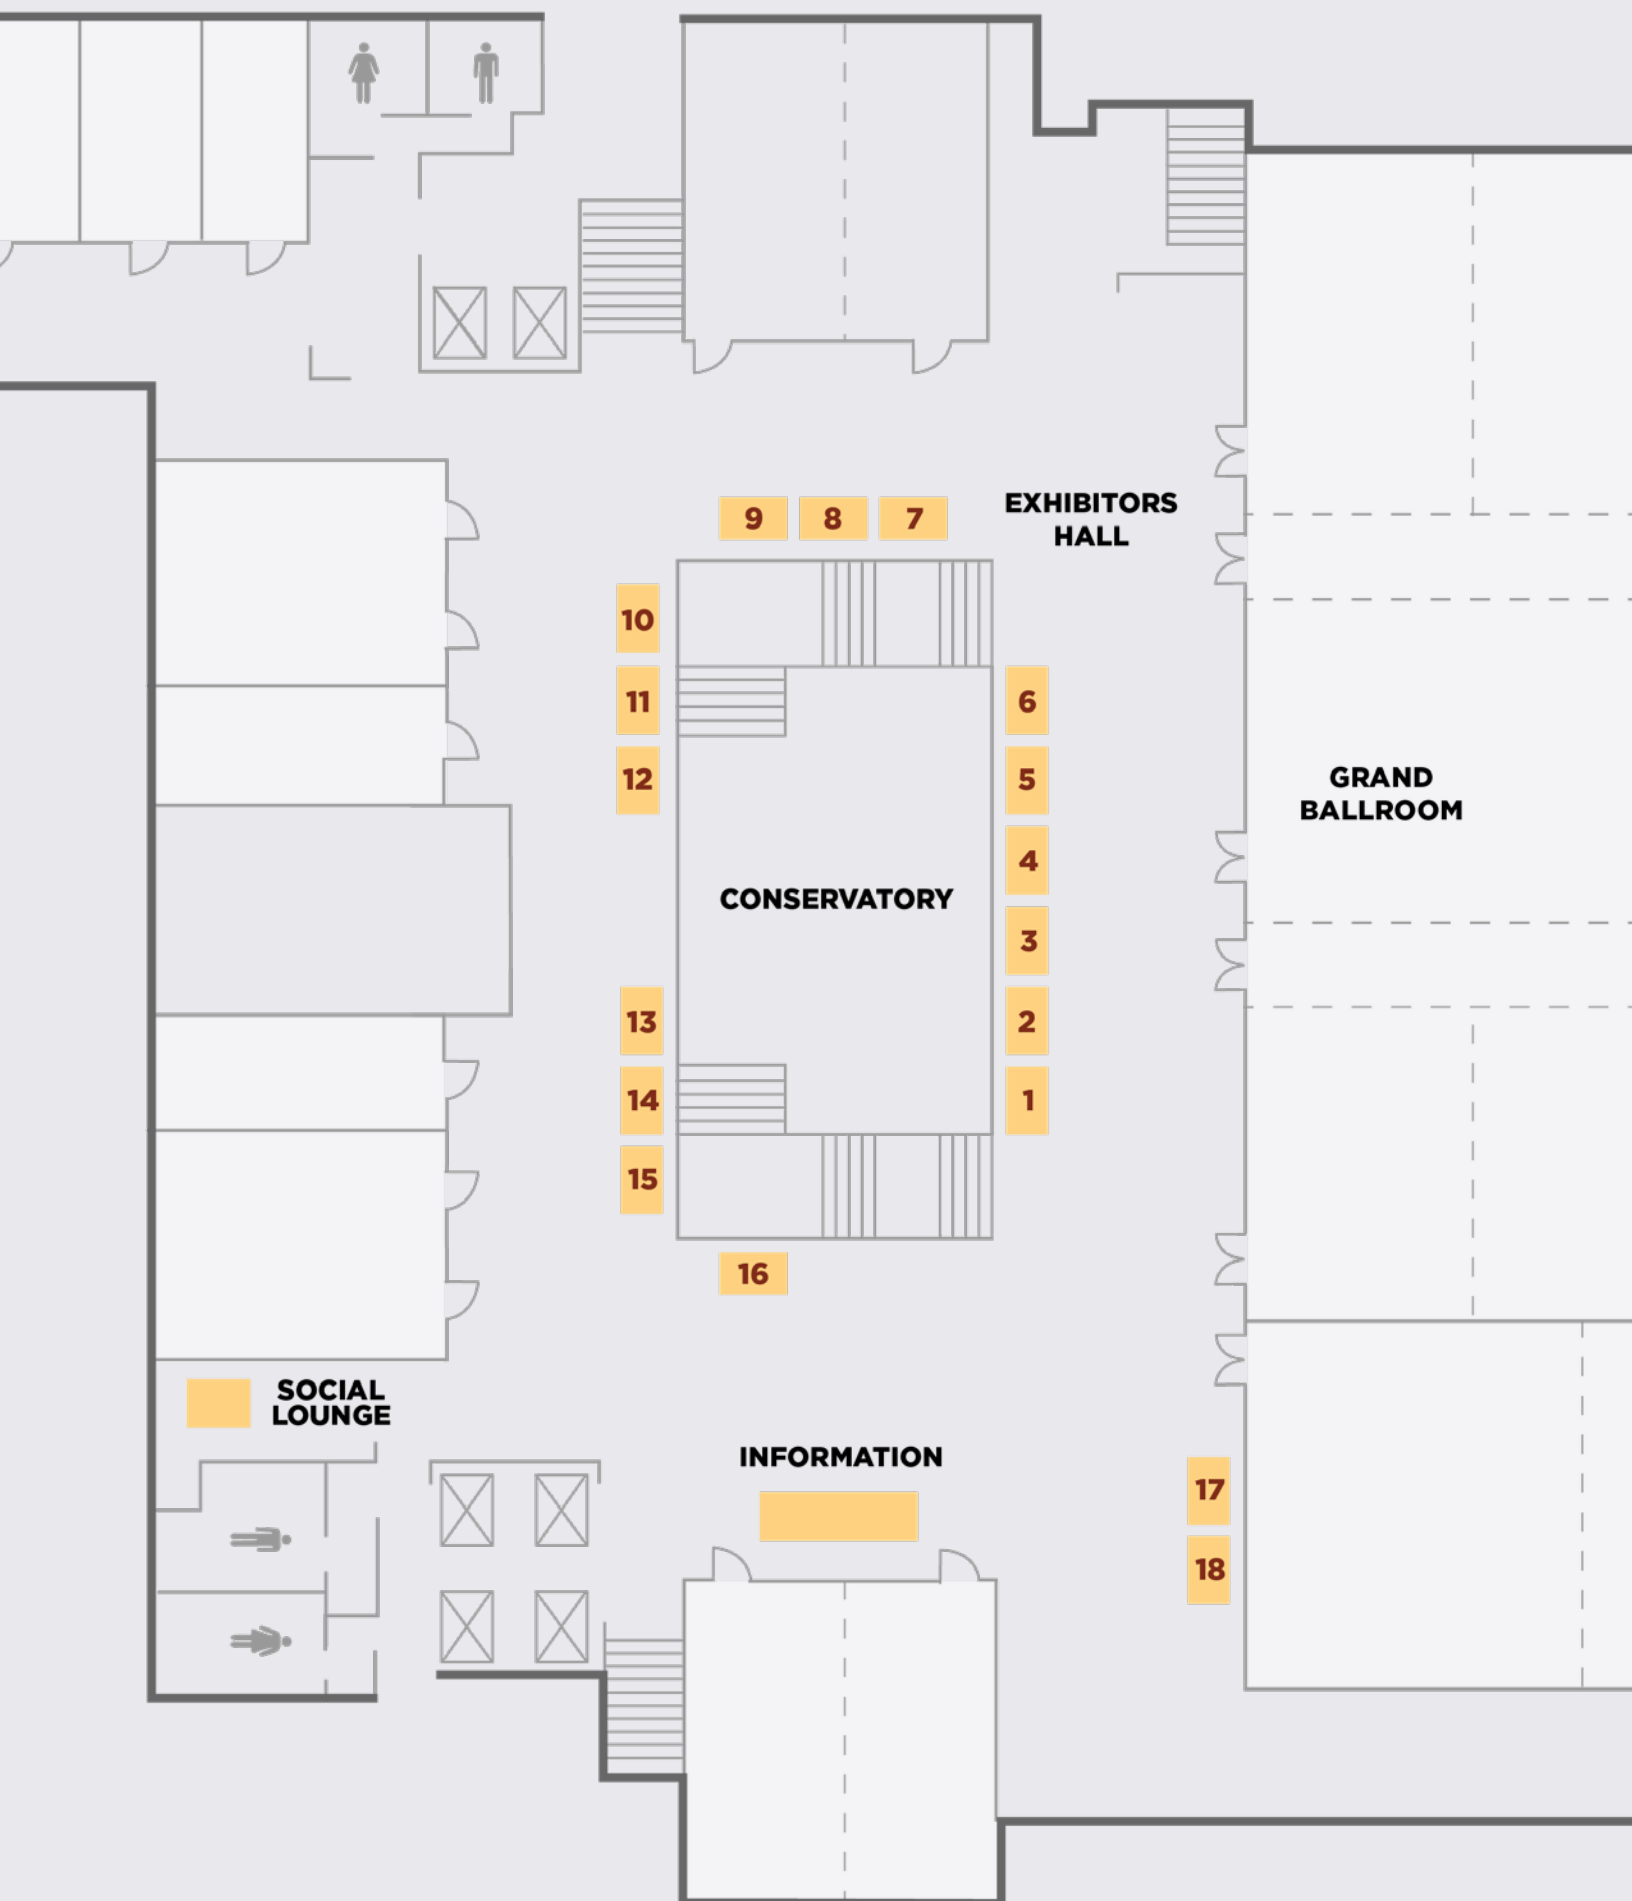 EXHIBITORS
HALL
9
8
7
10
11
12
6
5
4
3
2
1
GRAND
BALLROOM
CONSERVATORY
13
14
15
16
SOCIAL
LOUNGE
INFORMATION
17
18